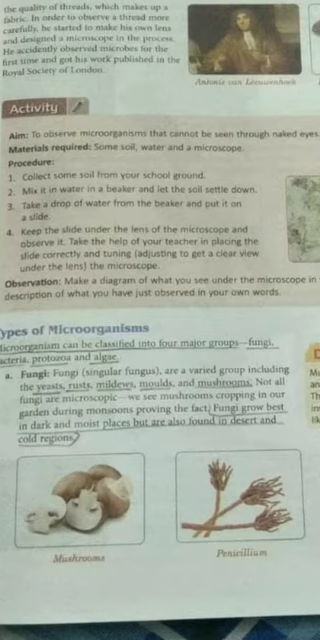 the quality of threads, which makes up a
fabric. In order to observe a thread more
carefully, he started to make his own lens
and designed a microscope in the process.
He accidently observed microbes for the
first time and got his work published in the
Royal Society of London.
Antonie van Leeuwenhoek
Activity
Aim: To observe microorganisms that cannot be seen through naked eyes.
Materials required: Some soil, water and a microscope.
Procedure:
1. Collect some soil from your school ground.
2. Mix it in water in a beaker and let the soil settle down.
3. Take a drop of water from the beaker and put it on
a slide.
4. Keep the slide under the lens of the microscope and
observe it. Take the help of your teacher in placing the
slide correctly and tuning (adjusting to get a clear view
under the lens) the microscope.
Observation: Make a diagram of what you see under the microscope in
description of what you have just observed in your own words.
ypes of Microorganisms
icroorganism can be classified into four major groups—fungi,
acteria, protozoa and algae.
a. Fungi: Fungi (singular fungus), are a varied group including
the yeasts, rusts, mildews, moulds, and mushrooms. Not all
fungi are microscopic—we see mushrooms cropping in our
garden during monsoons proving the fact. Fungi grow best
in dark and moist places but are also found in desert and
cold regions.
Mushrooms
Penicillium